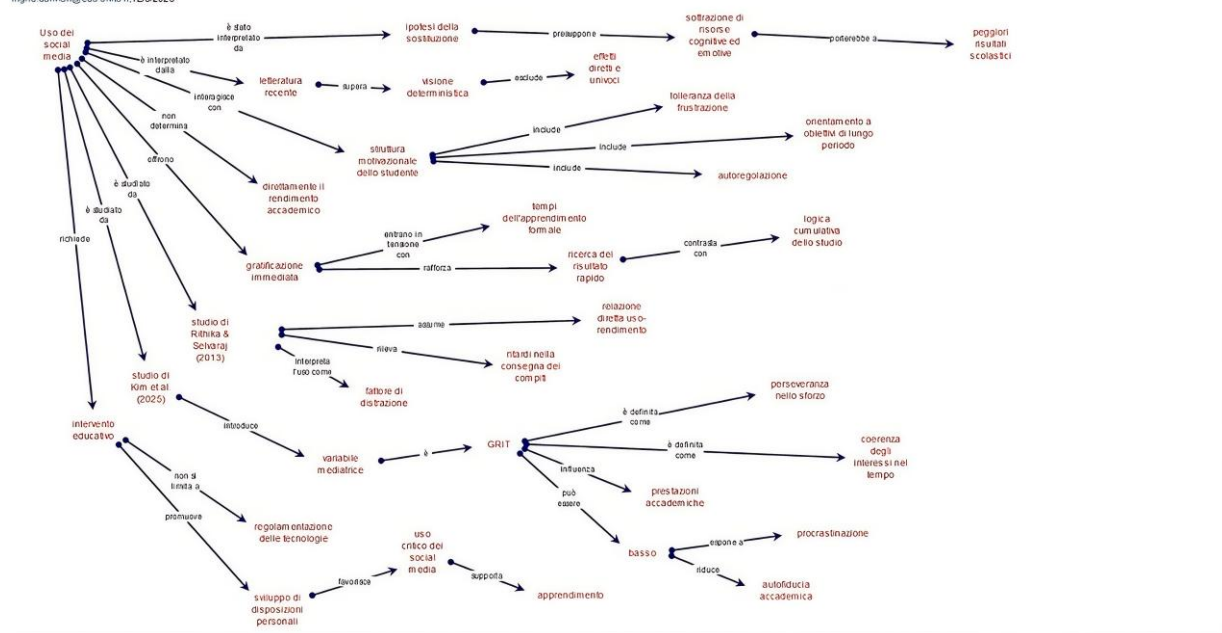 Uso dei
social
media
è stato
interpretato
da
ipotesi della
sostituzione
presuppone
sottrazione di
risorse
cognitive ed
emotive
porterebbe a
peggiori
risultati
scolastici
è interpretato
dalla
letteratura
recente
supera
visione
deterministica
esclude
effetti
diretti e
univoci
interagisce
con
struttura
motivazionale
dello studente
include
tolleranza della
frustrazione
include
orientamento a
obiettivi di lungo
periodo
include
autoregolazione
non
determina
direttamente il
rendimento
accademico
offrono
gratificazione
immediata
entrano in
tensione
con
tempi
dell'apprendimento
formale
rafforza
ricerca del
risultato
rapido
contrasta
con
logica
cumulativa
dello studio
è studiato
da
studio di
Rithika &
Selvaraj
(2013)
assume
relazione
diretta uso-
rendimento
rileva
ritardi nella
consegna dei
compiti
interpreta
l'uso come
fattore di
distrazione
è studiato
da
studio di
Kim et al
(2025)
introduce
variabile
mediatrice
è
GRIT
è definita
come
perseveranza
nello sforzo
è definita
come
coerenza
degli
interessi nel
tempo
influenza
prestazioni
accademiche
può
essere
basso
espone a
procrastinazione
riduce
autofiducia
accademica
richiede
intervento
educativo
non si
limita a
regolamentazione
delle tecnologie
promuove
sviluppo di
disposizioni
personali
favorisce
uso
critico dei
social
media
supporta
apprendimento